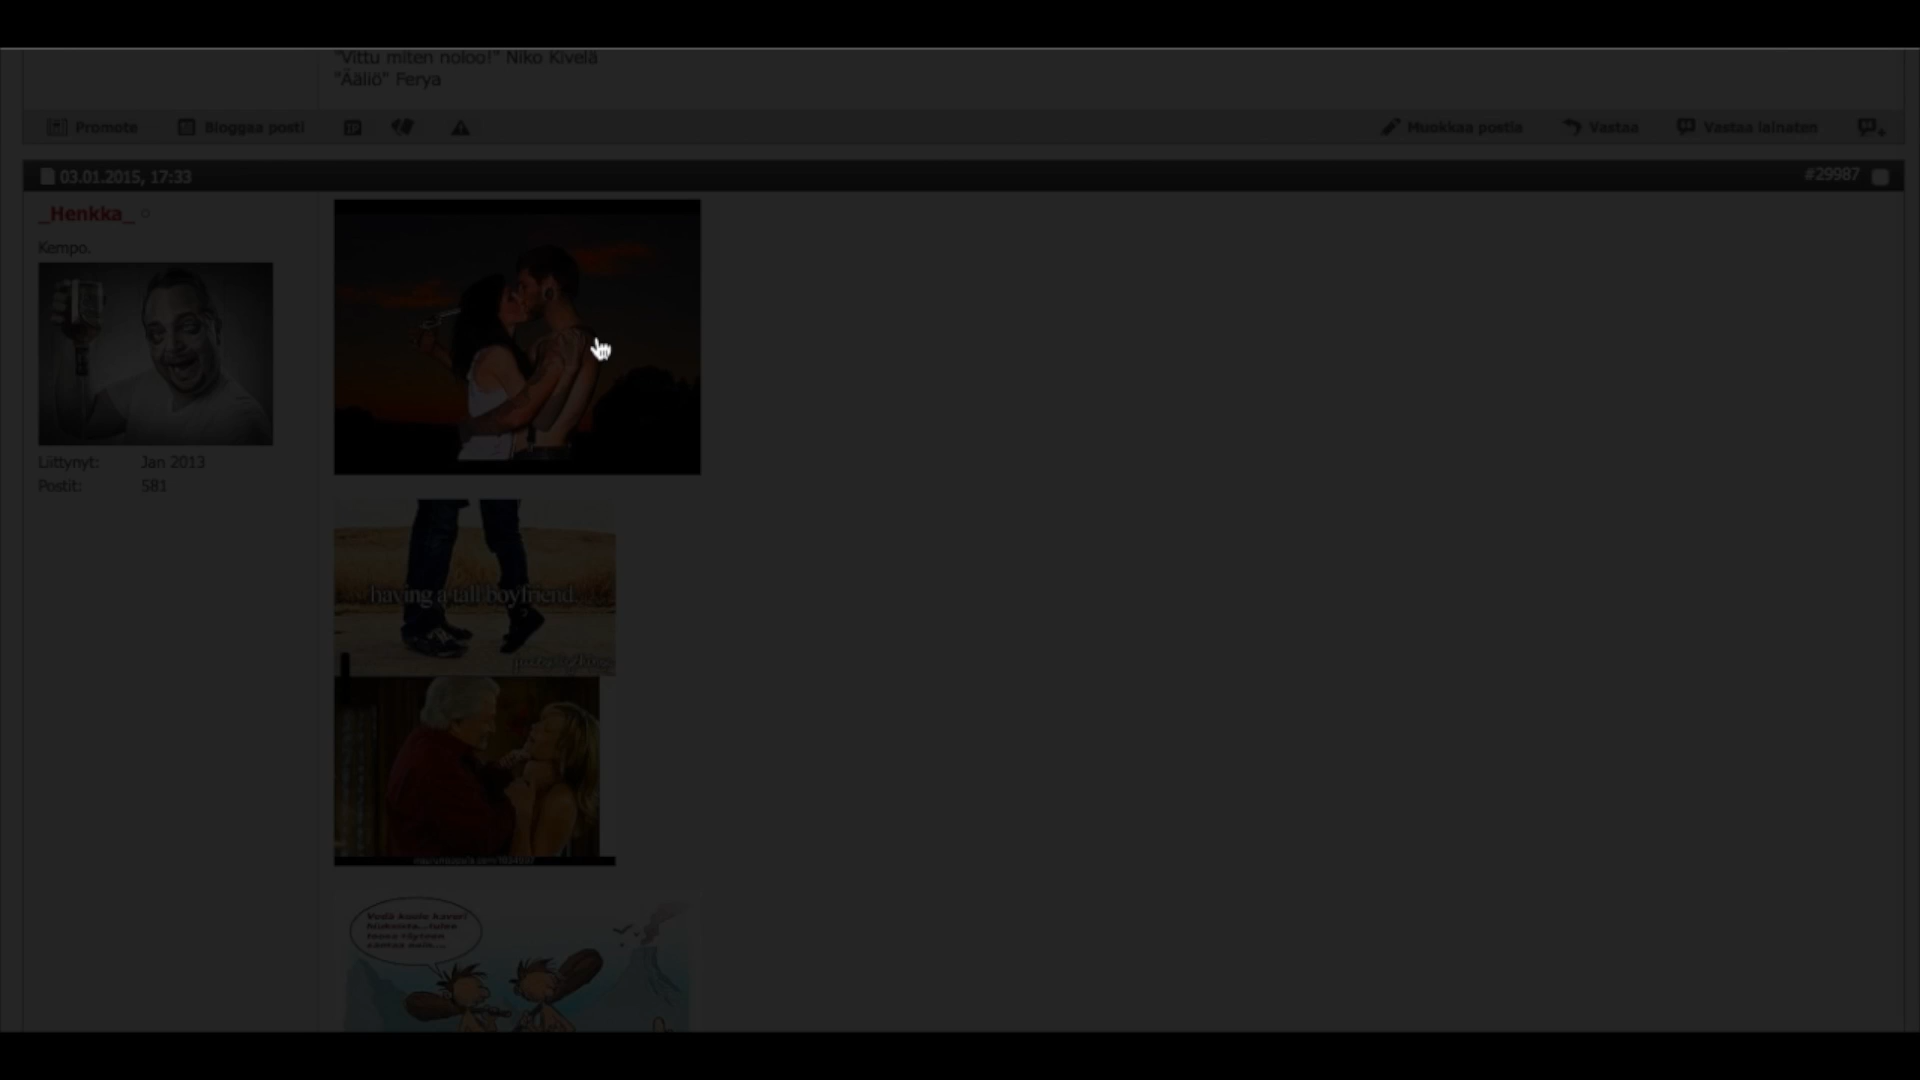 "Vittu miten noloo!" Niko Kivelä
"Ääliö" Ferya
Promote Bloggaa posti IP Muokkaa postia Vastaa Vastaa lainaten
03.01.2015, 17:33 #29987
_Henkka_
Kempo.
Liittynyt: Jan 2013
Postit: 581
having a tall boyfriend...